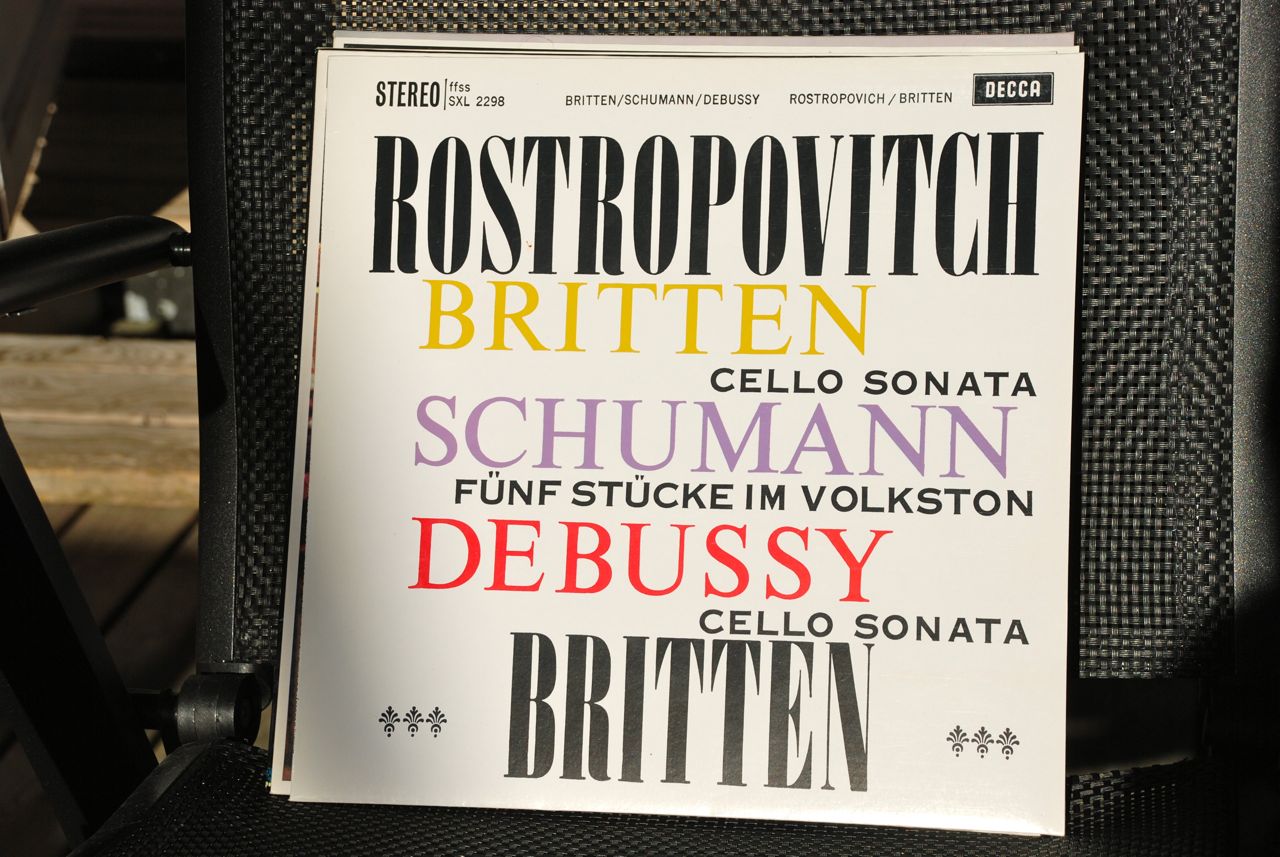 STEREO ffss
SXL 2298
BRITTEN/SCHUMANN/DEBUSSY ROSTROPOVICH / BRITTEN DECCA
ROSTROPOVITCH
BRITTEN
CELLO SONATA
SCHUMANN
FÜNF STÜCKE IM VOLKSTON
DEBUSSY
CELLO SONATA
BRITTEN